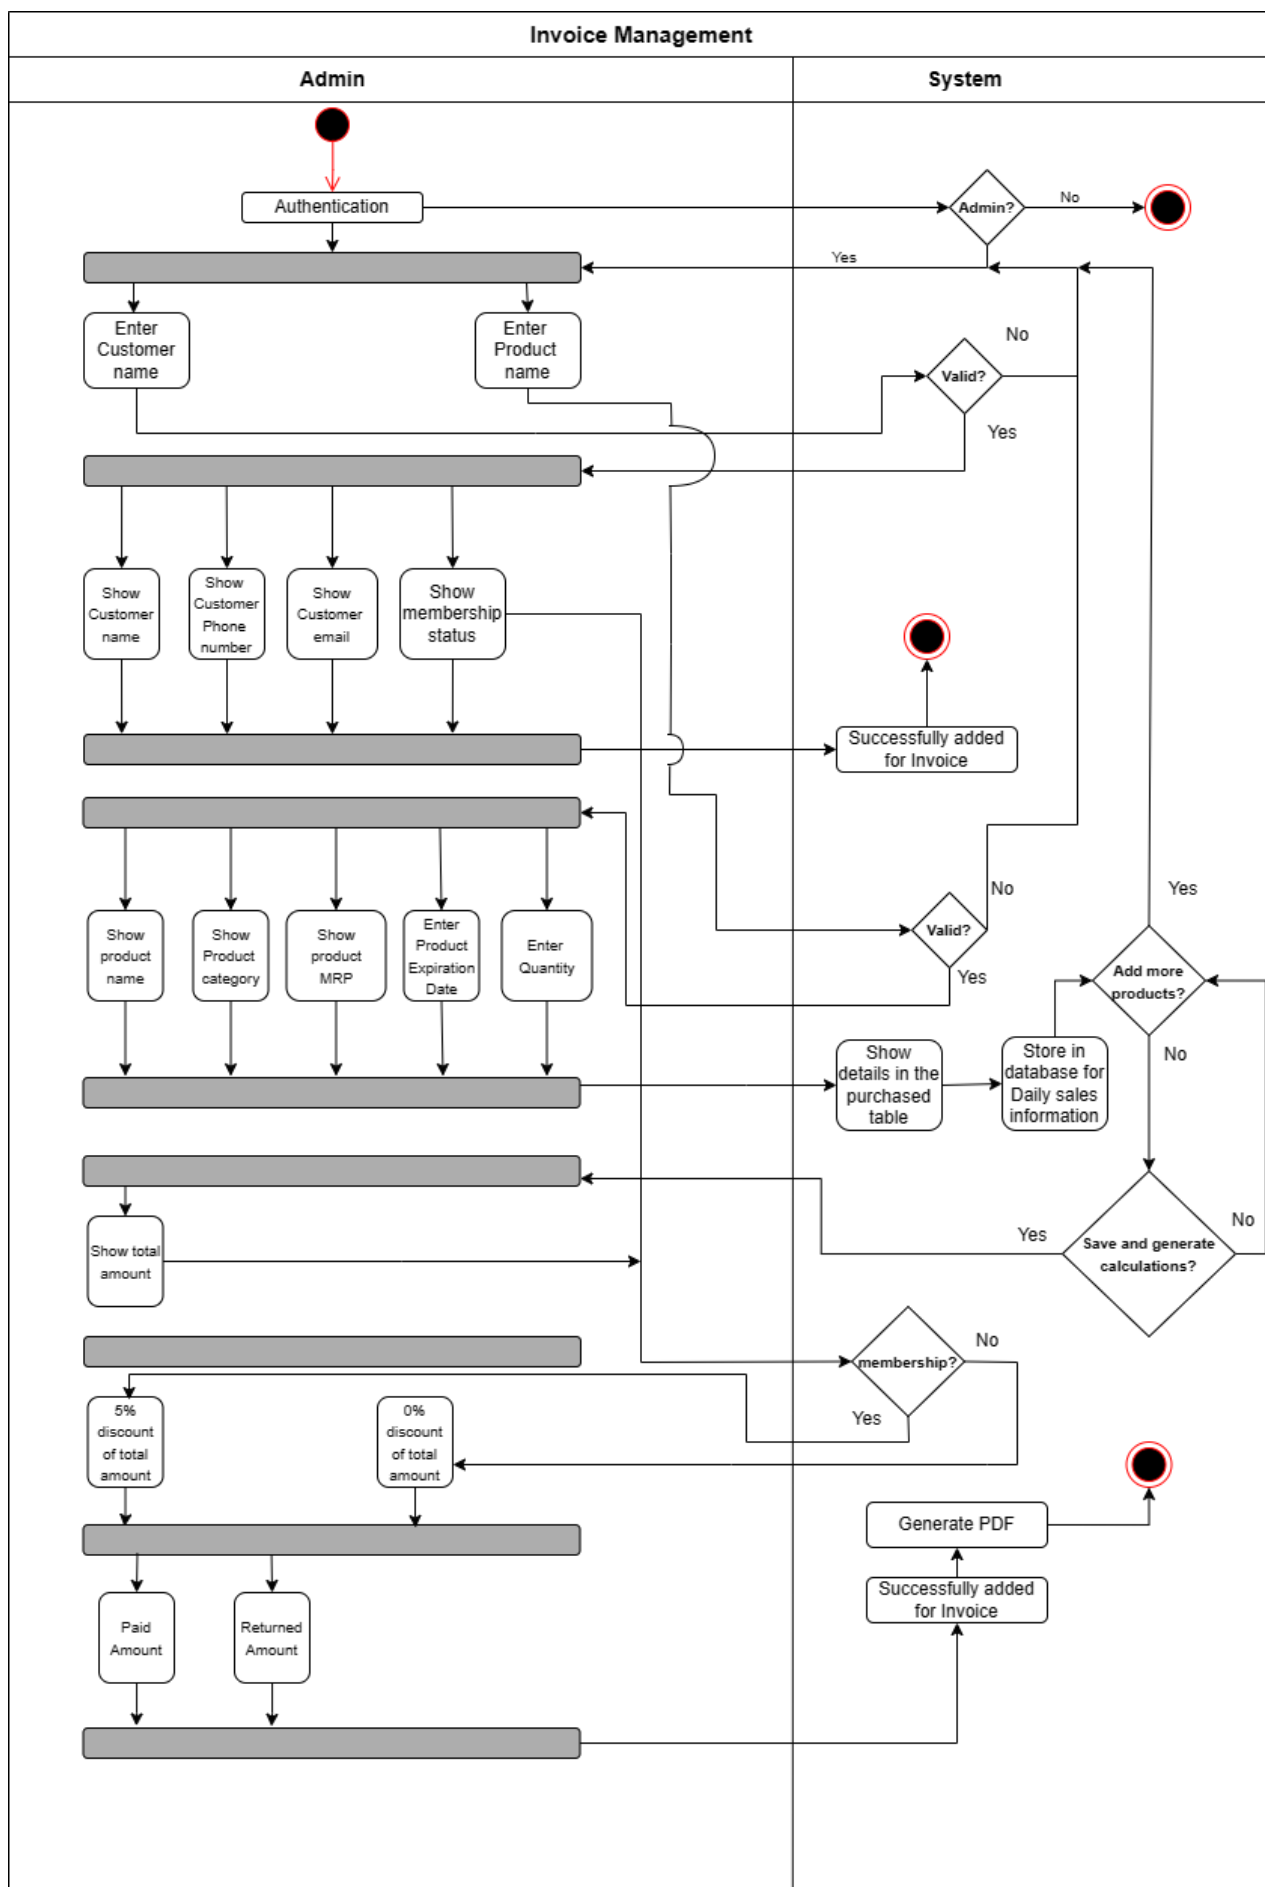 Invoice Management
Admin
System
Authentication
Admin?
No
Yes
Enter
Customer
name
Enter
Product
name
No
Valid?
Yes
Show
Customer
name
Show
Customer
Phone
number
Show
Customer
email
Show
membership
status
Successfully added
for Invoice
No
Valid?
Yes
Yes
Show
product
name
Show
Product
category
Show
product
MRP
Enter
Product
Expiration
Date
Enter
Quantity
Add more
products?
No
Show
details in the
purchased
table
Store in
database for
Daily sales
information
Show total
amount
Yes
Save and generate
calculations?
No
membership?
No
Yes
5%
discount
of total
amount
0%
discount
of total
amount
Generate PDF
Successfully added
for Invoice
Paid
Amount
Returned
Amount